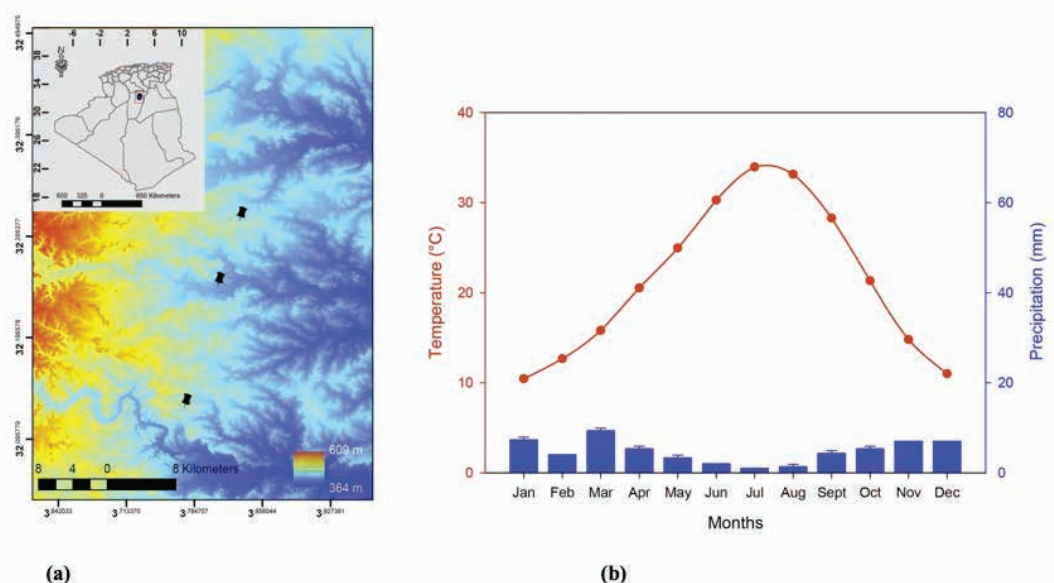 -6 -2 2 6 10
N
38
34
30
26
22
18
650 325 0 650 Kilometers
609 m
364 m
8 4 0 8 Kilometers
(a)
40
30
20
10
0
Temperature (°C)
80
60
40
20
0
Precipitation (mm)
Jan Feb Mar Apr May Jun Jul Aug Sept Oct Nov Dec
Months
(b)